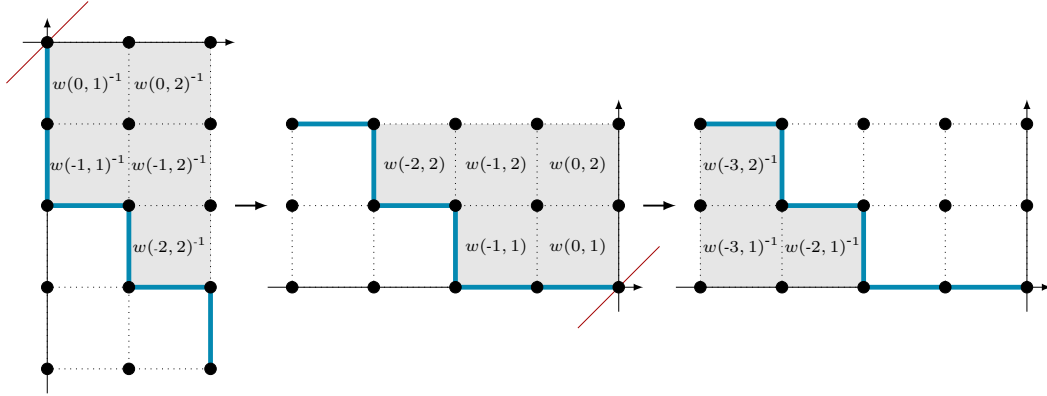 w(0, 1)⁻¹ w(0, 2)⁻¹
w(-1, 1)⁻¹ w(-1, 2)⁻¹
w(-2, 2)⁻¹
w(-2, 2) w(-1, 2) w(0, 2)
w(-1, 1) w(0, 1)
w(-3, 2)⁻¹
w(-3, 1)⁻¹ w(-2, 1)⁻¹